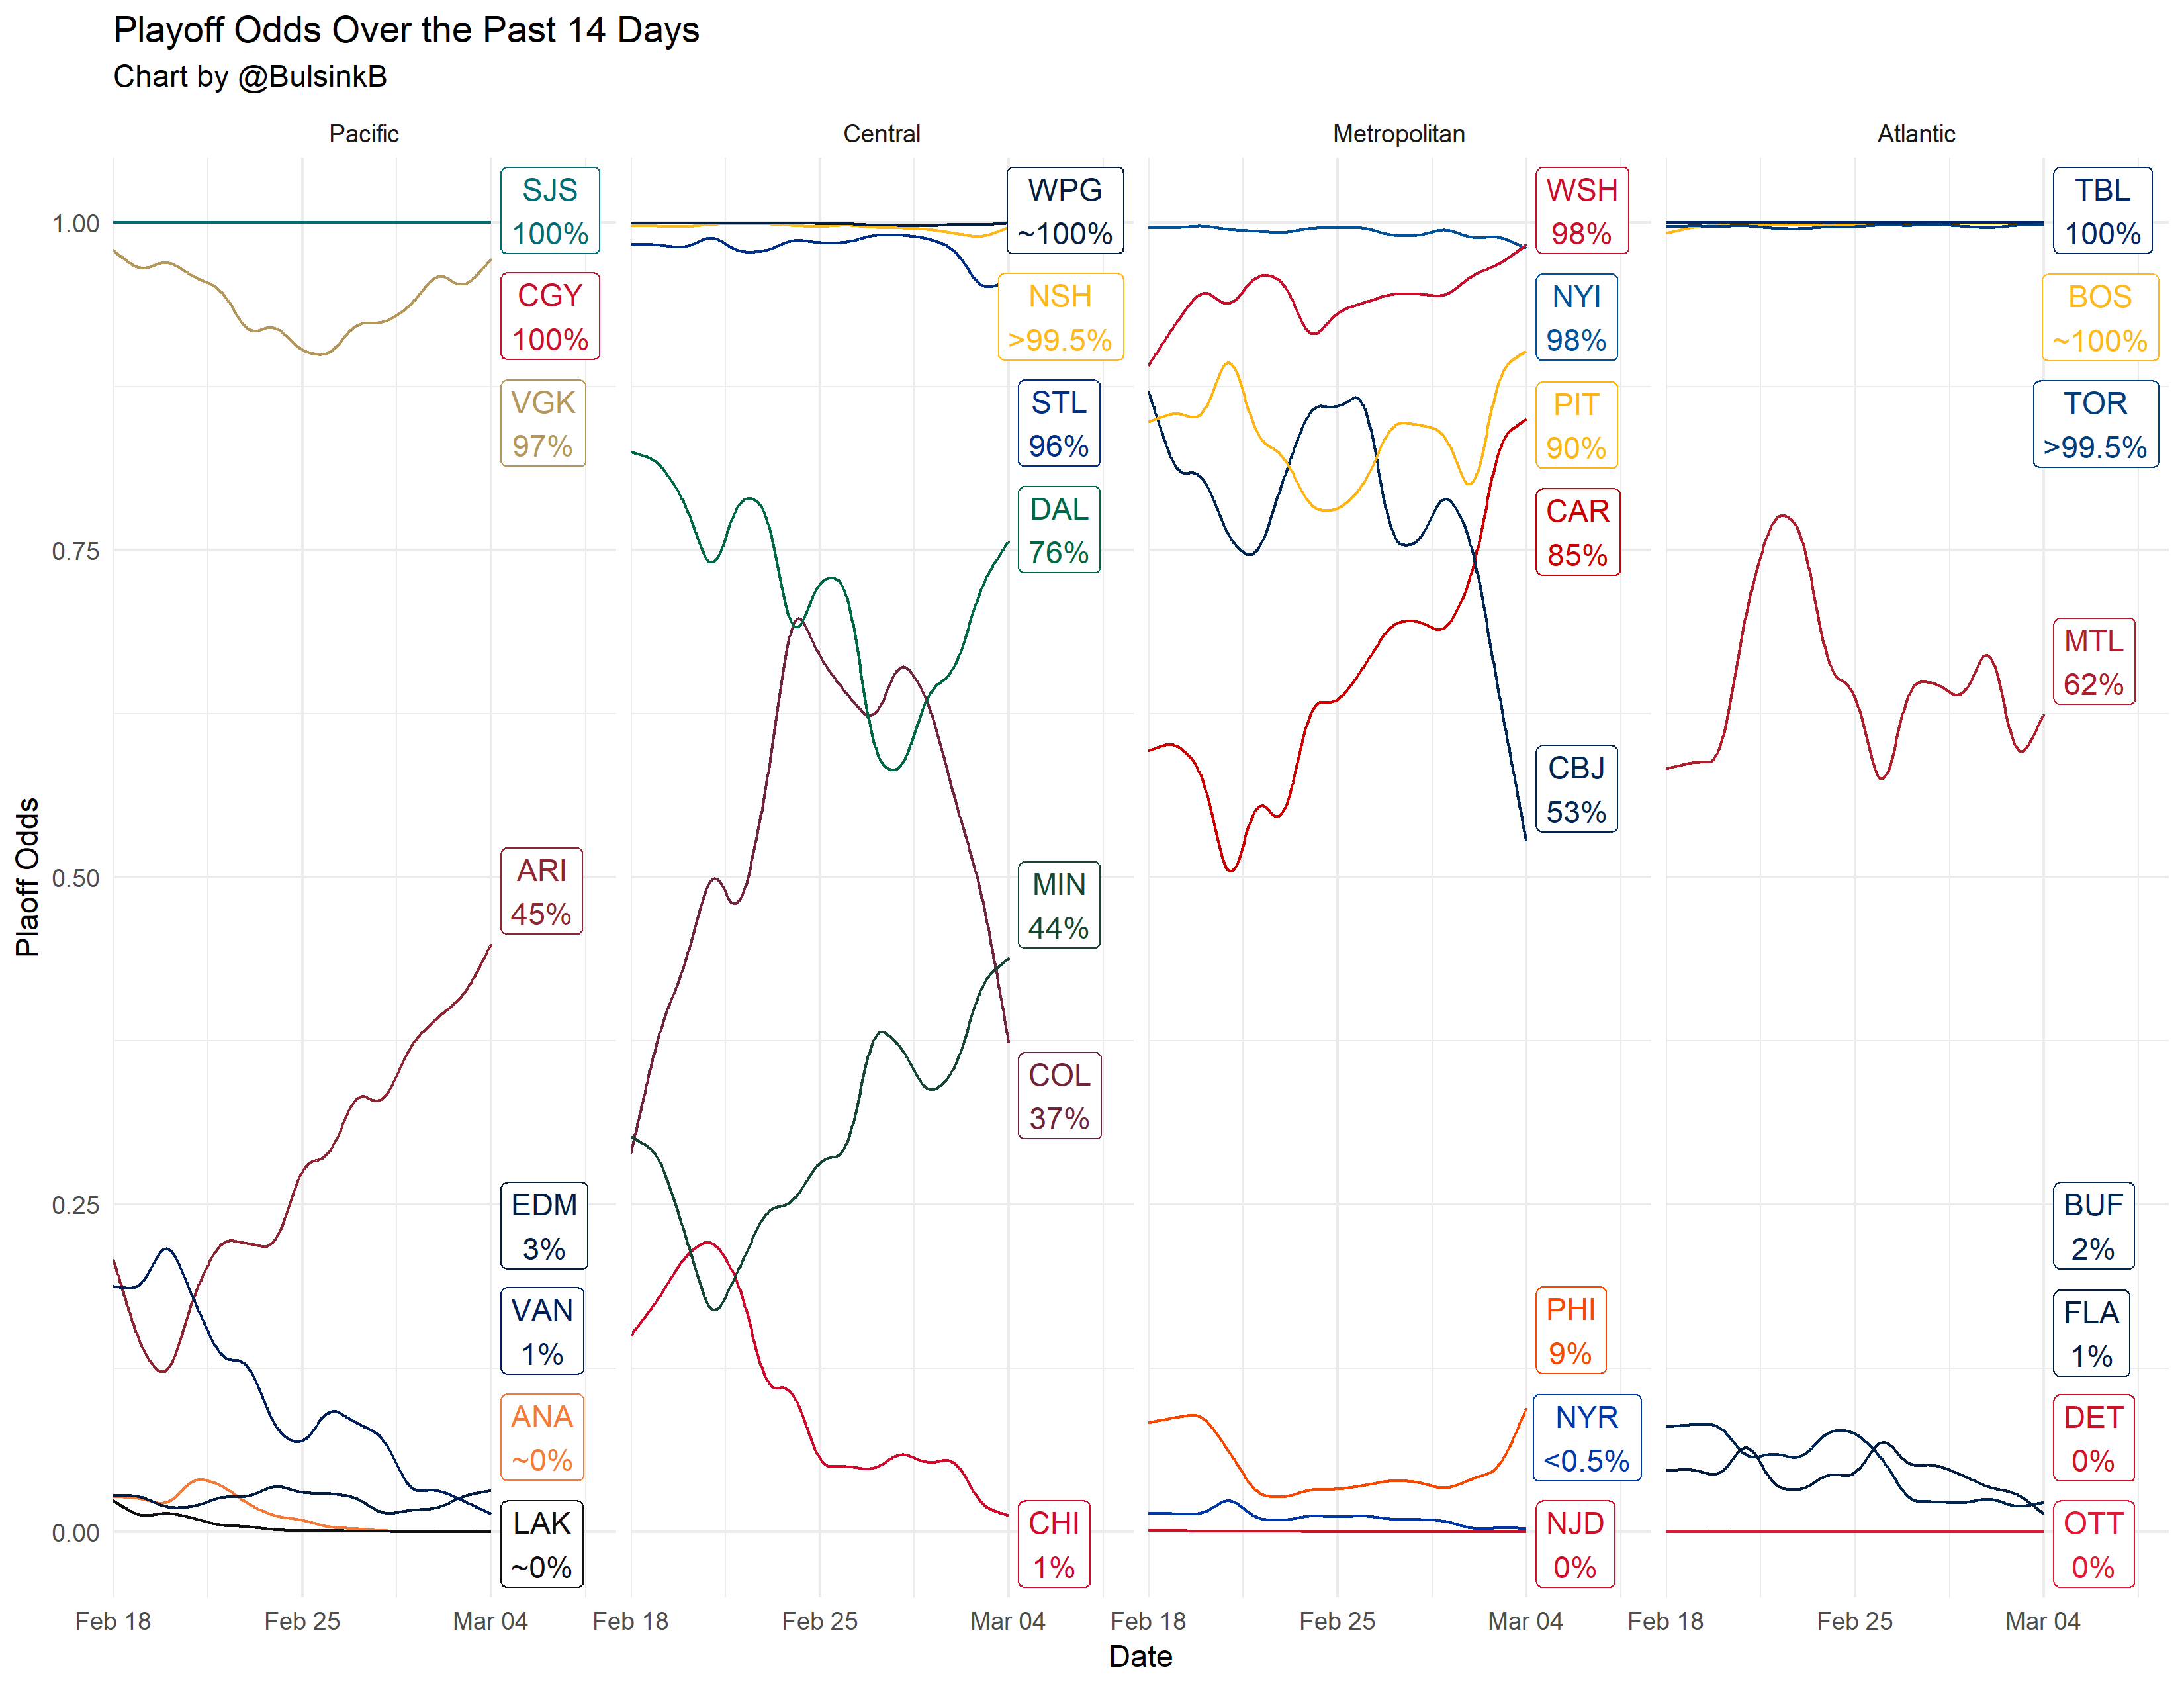 Playoff Odds Over the Past 14 Days
Chart by @BulsinkB
Pacific
Central
Metropolitan
Atlantic
Plaoff Odds
1.00
0.75
0.50
0.25
0.00
SJS
100%
CGY
100%
VGK
97%
ARI
45%
EDM
3%
VAN
1%
ANA
~0%
LAK
~0%
WPG
~100%
NSH
>99.5%
STL
96%
DAL
76%
MIN
44%
COL
37%
CHI
1%
WSH
98%
NYI
98%
PIT
90%
CAR
85%
CBJ
53%
PHI
9%
NYR
<0.5%
NJD
0%
TBL
100%
BOS
~100%
TOR
>99.5%
MTL
62%
BUF
2%
FLA
1%
DET
0%
OTT
0%
Feb 18 Feb 25 Mar 04 Feb 18 Feb 25 Mar 04 Feb 18 Feb 25 Mar 04 Feb 18 Feb 25 Mar 04
Date